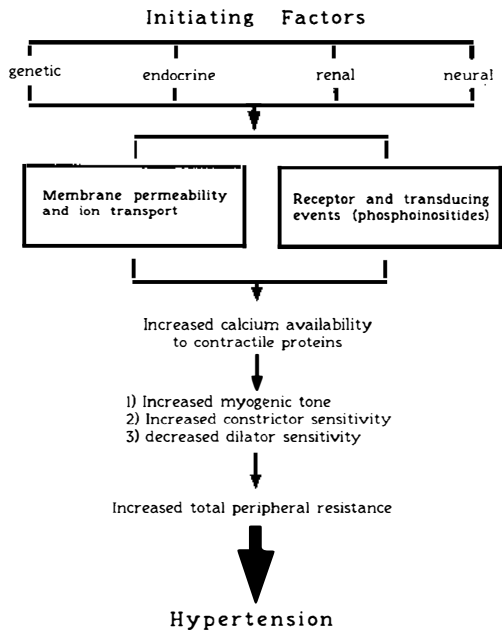 Initiating Factors
genetic endocrine renal neural
Membrane permeability
and ion transport
Receptor and transducing
events (phosphoinositides)
Increased calcium availability
to contractile proteins
1) Increased myogenic tone
2) Increased constrictor sensitivity
3) decreased dilator sensitivity
Increased total peripheral resistance
Hypertension